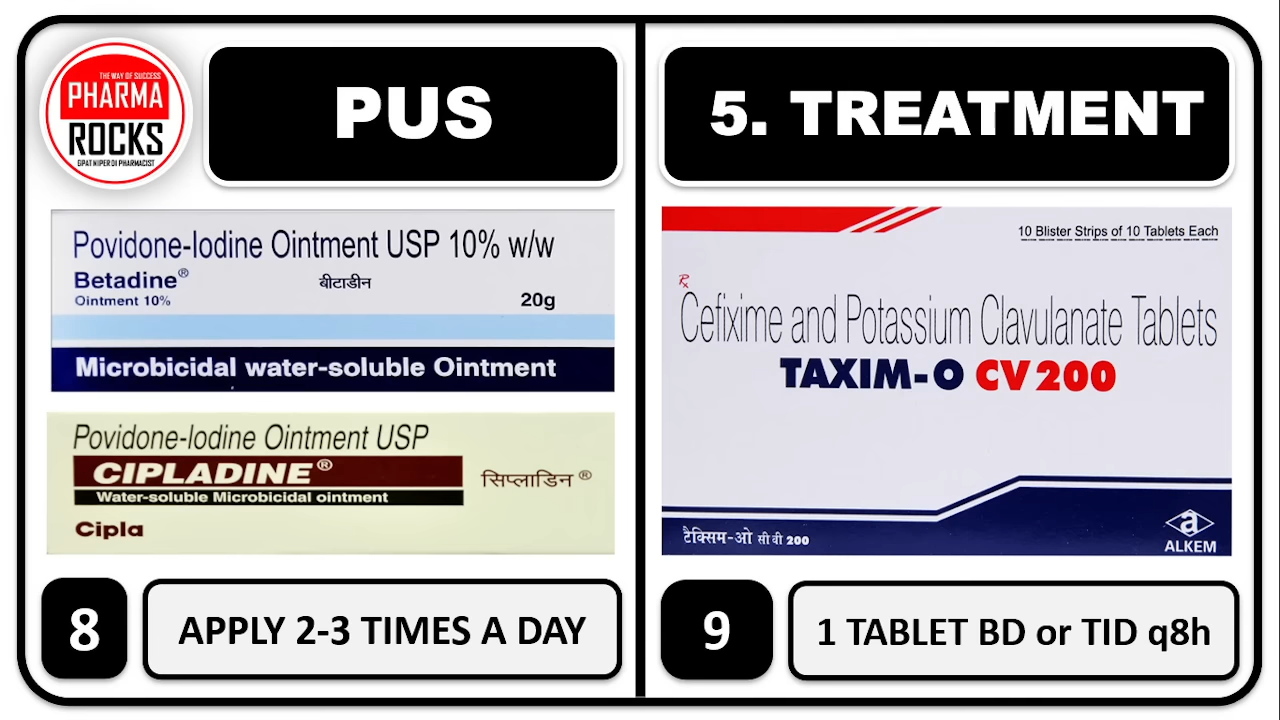 THE WAY OF SUCCESS
PHARMA
ROCKS
GPAT NIPER DI PHARMACIST
PUS
Povidone-Iodine Ointment USP 10% w/w
Betadine® बीटाडीन
Ointment 10% 20g
Microbicidal water-soluble Ointment
Povidone-Iodine Ointment USP
CIPLADINE® सिप्लाडिन ®
Water-soluble Microbicidal ointment
Cipla
8 APPLY 2-3 TIMES A DAY
5. TREATMENT
10 Blister Strips of 10 Tablets Each
Rx
Cefixime and Potassium Clavulanate Tablets
TAXIM-O CV 200
टैक्सिम-ओ सी वी 200
a
ALKEM
9 1 TABLET BD or TID q8h